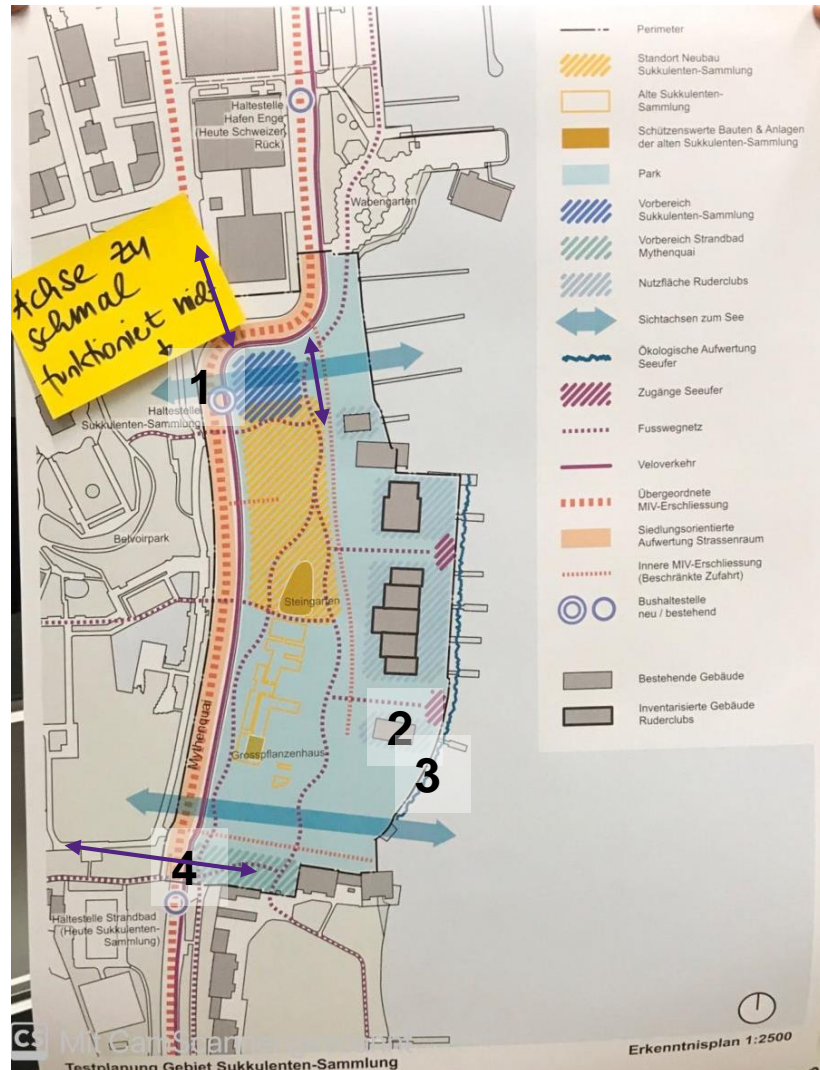 Haltestelle
Hafen Enge
(Heute Schweizer
Rück)
Wabengarten
Achse zu
schmal
funktioniert nicht
1
Haltestelle
Sukkulenten-Sammlung
Belvoirpark
Steingarten
Mythenquai
Grosspflanzenhaus
2
3
4
Haltestelle Strandbad
(Heute Sukkulenten-
Sammlung)
Perimeter
Standort Neubau
Sukkulenten-Sammlung
Alte Sukkulenten-
Sammlung
Schützenswerte Bauten & Anlagen
der alten Sukkulenten-Sammlung
Park
Vorbereich
Sukkulenten-Sammlung
Vorbereich Strandbad
Mythenquai
Nutzfläche Ruderclubs
Sichtachsen zum See
Ökologische Aufwertung
Seeufer
Zugänge Seeufer
Fusswegnetz
Veloverkehr
Übergeordnete
MIV-Erschliessung
Siedlungsorientierte
Aufwertung Strassenraum
Innere MIV-Erschliessung
(Beschränkte Zufahrt)
Bushaltestelle
neu / bestehend
Bestehende Gebäude
Inventarisierte Gebäude
Ruderclubs
CS Mit CamScanner
Testplanung Gebiet Sukkulenten-Sammlung
Erkenntnisplan 1:2500